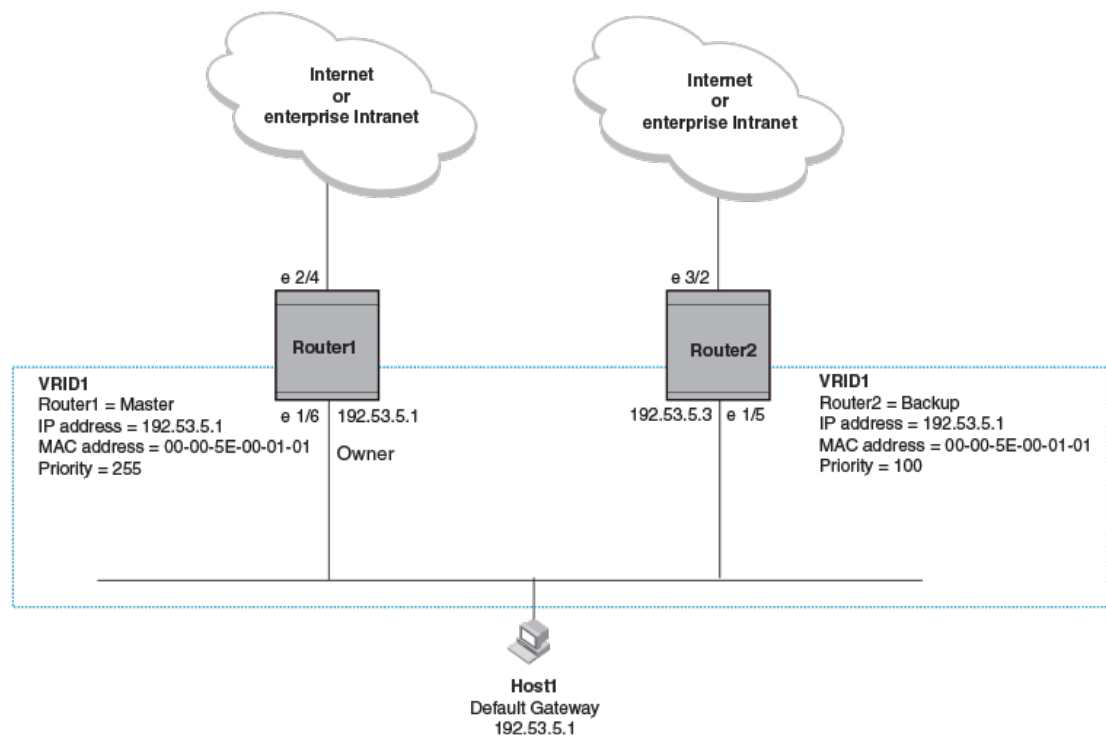 Internet
or
enterprise Intranet
Internet
or
enterprise Intranet
e 2/4
e 3/2
Router1
Router2
VRID1
Router1 = Master
IP address = 192.53.5.1
MAC address = 00-00-5E-00-01-01
Priority = 255
e 1/6
192.53.5.1
Owner
192.53.5.3
e 1/5
VRID1
Router2 = Backup
IP address = 192.53.5.1
MAC address = 00-00-5E-00-01-01
Priority = 100
Host1
Default Gateway
192.53.5.1